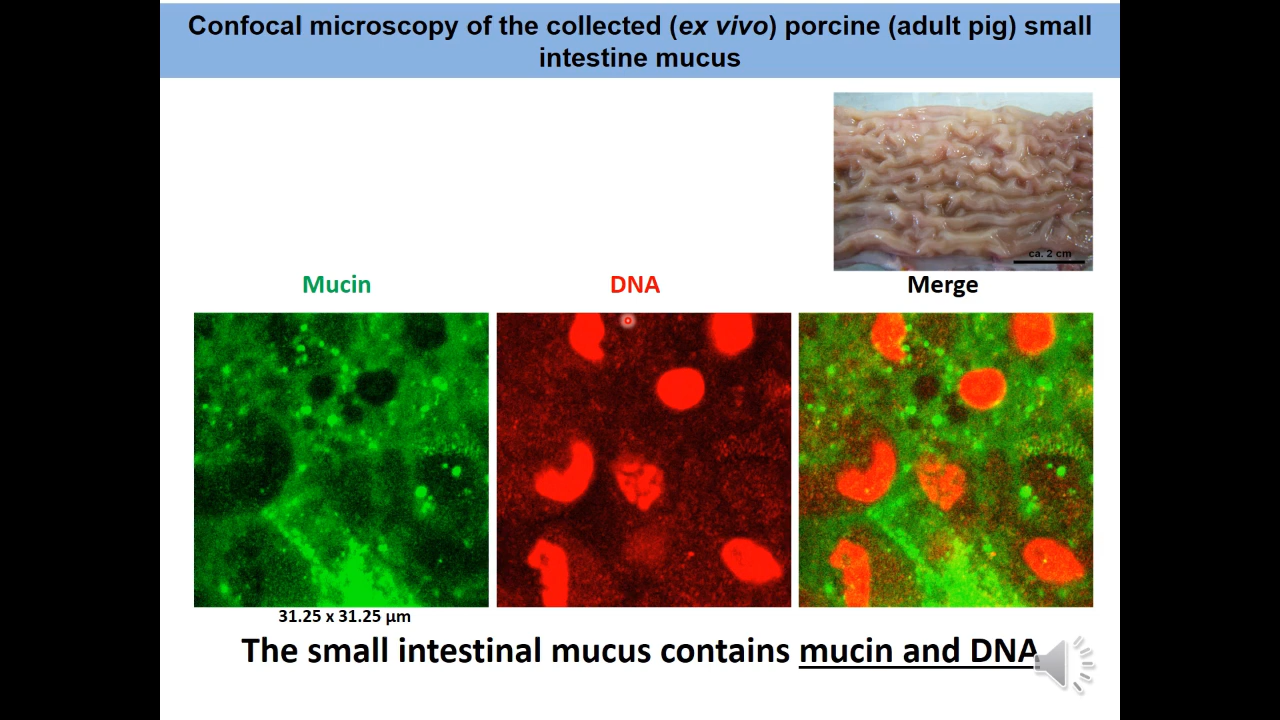 Confocal microscopy of the collected (ex vivo) porcine (adult pig) small
intestine mucus
ca. 2 cm
Mucin
DNA
Merge
31.25 x 31.25 µm
The small intestinal mucus contains mucin and DNA